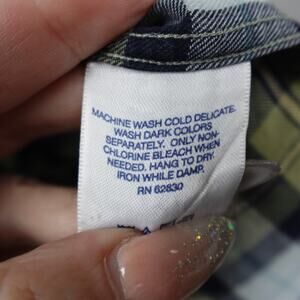 MACHINE WASH COLD DELICATE.
WASH DARK COLORS
SEPARATELY. ONLY NON-
CHLORINE BLEACH WHEN
NEEDED. HANG TO DRY.
IRON WHILE DAMP.
RN 62830